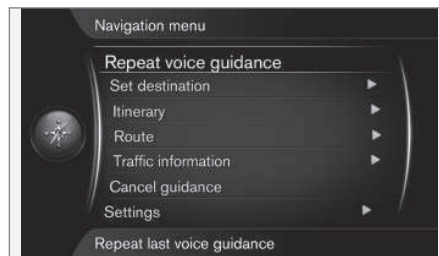 Navigation menu
Repeat voice guidance
Set destination
Itinerary
Route
Traffic information
Cancel guidance
Settings
Repeat last voice guidance